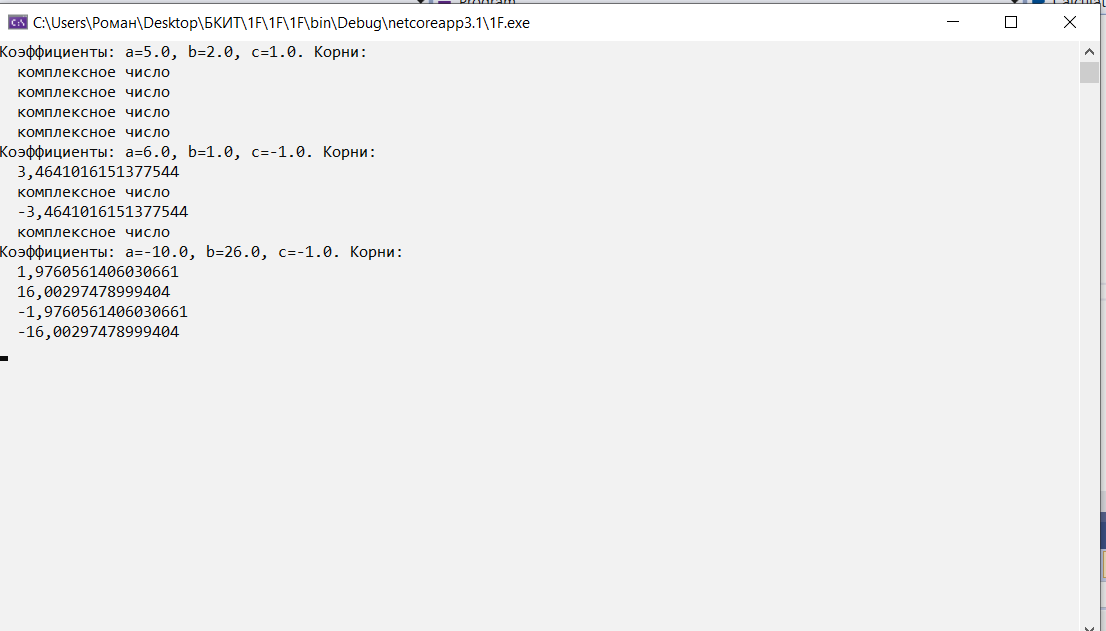 C:\Users\Роман\Desktop\БКИТ\1F\1F\1F\bin\Debug\netcoreapp3.1\1F.exe
Коэффициенты: a=5.0, b=2.0, c=1.0. Корни:
комплексное число
комплексное число
комплексное число
комплексное число
Коэффициенты: a=6.0, b=1.0, c=-1.0. Корни:
3,4641016151377544
комплексное число
-3,4641016151377544
комплексное число
Коэффициенты: a=-10.0, b=26.0, c=-1.0. Корни:
1,9760561406030661
16,00297478999404
-1,9760561406030661
-16,00297478999404